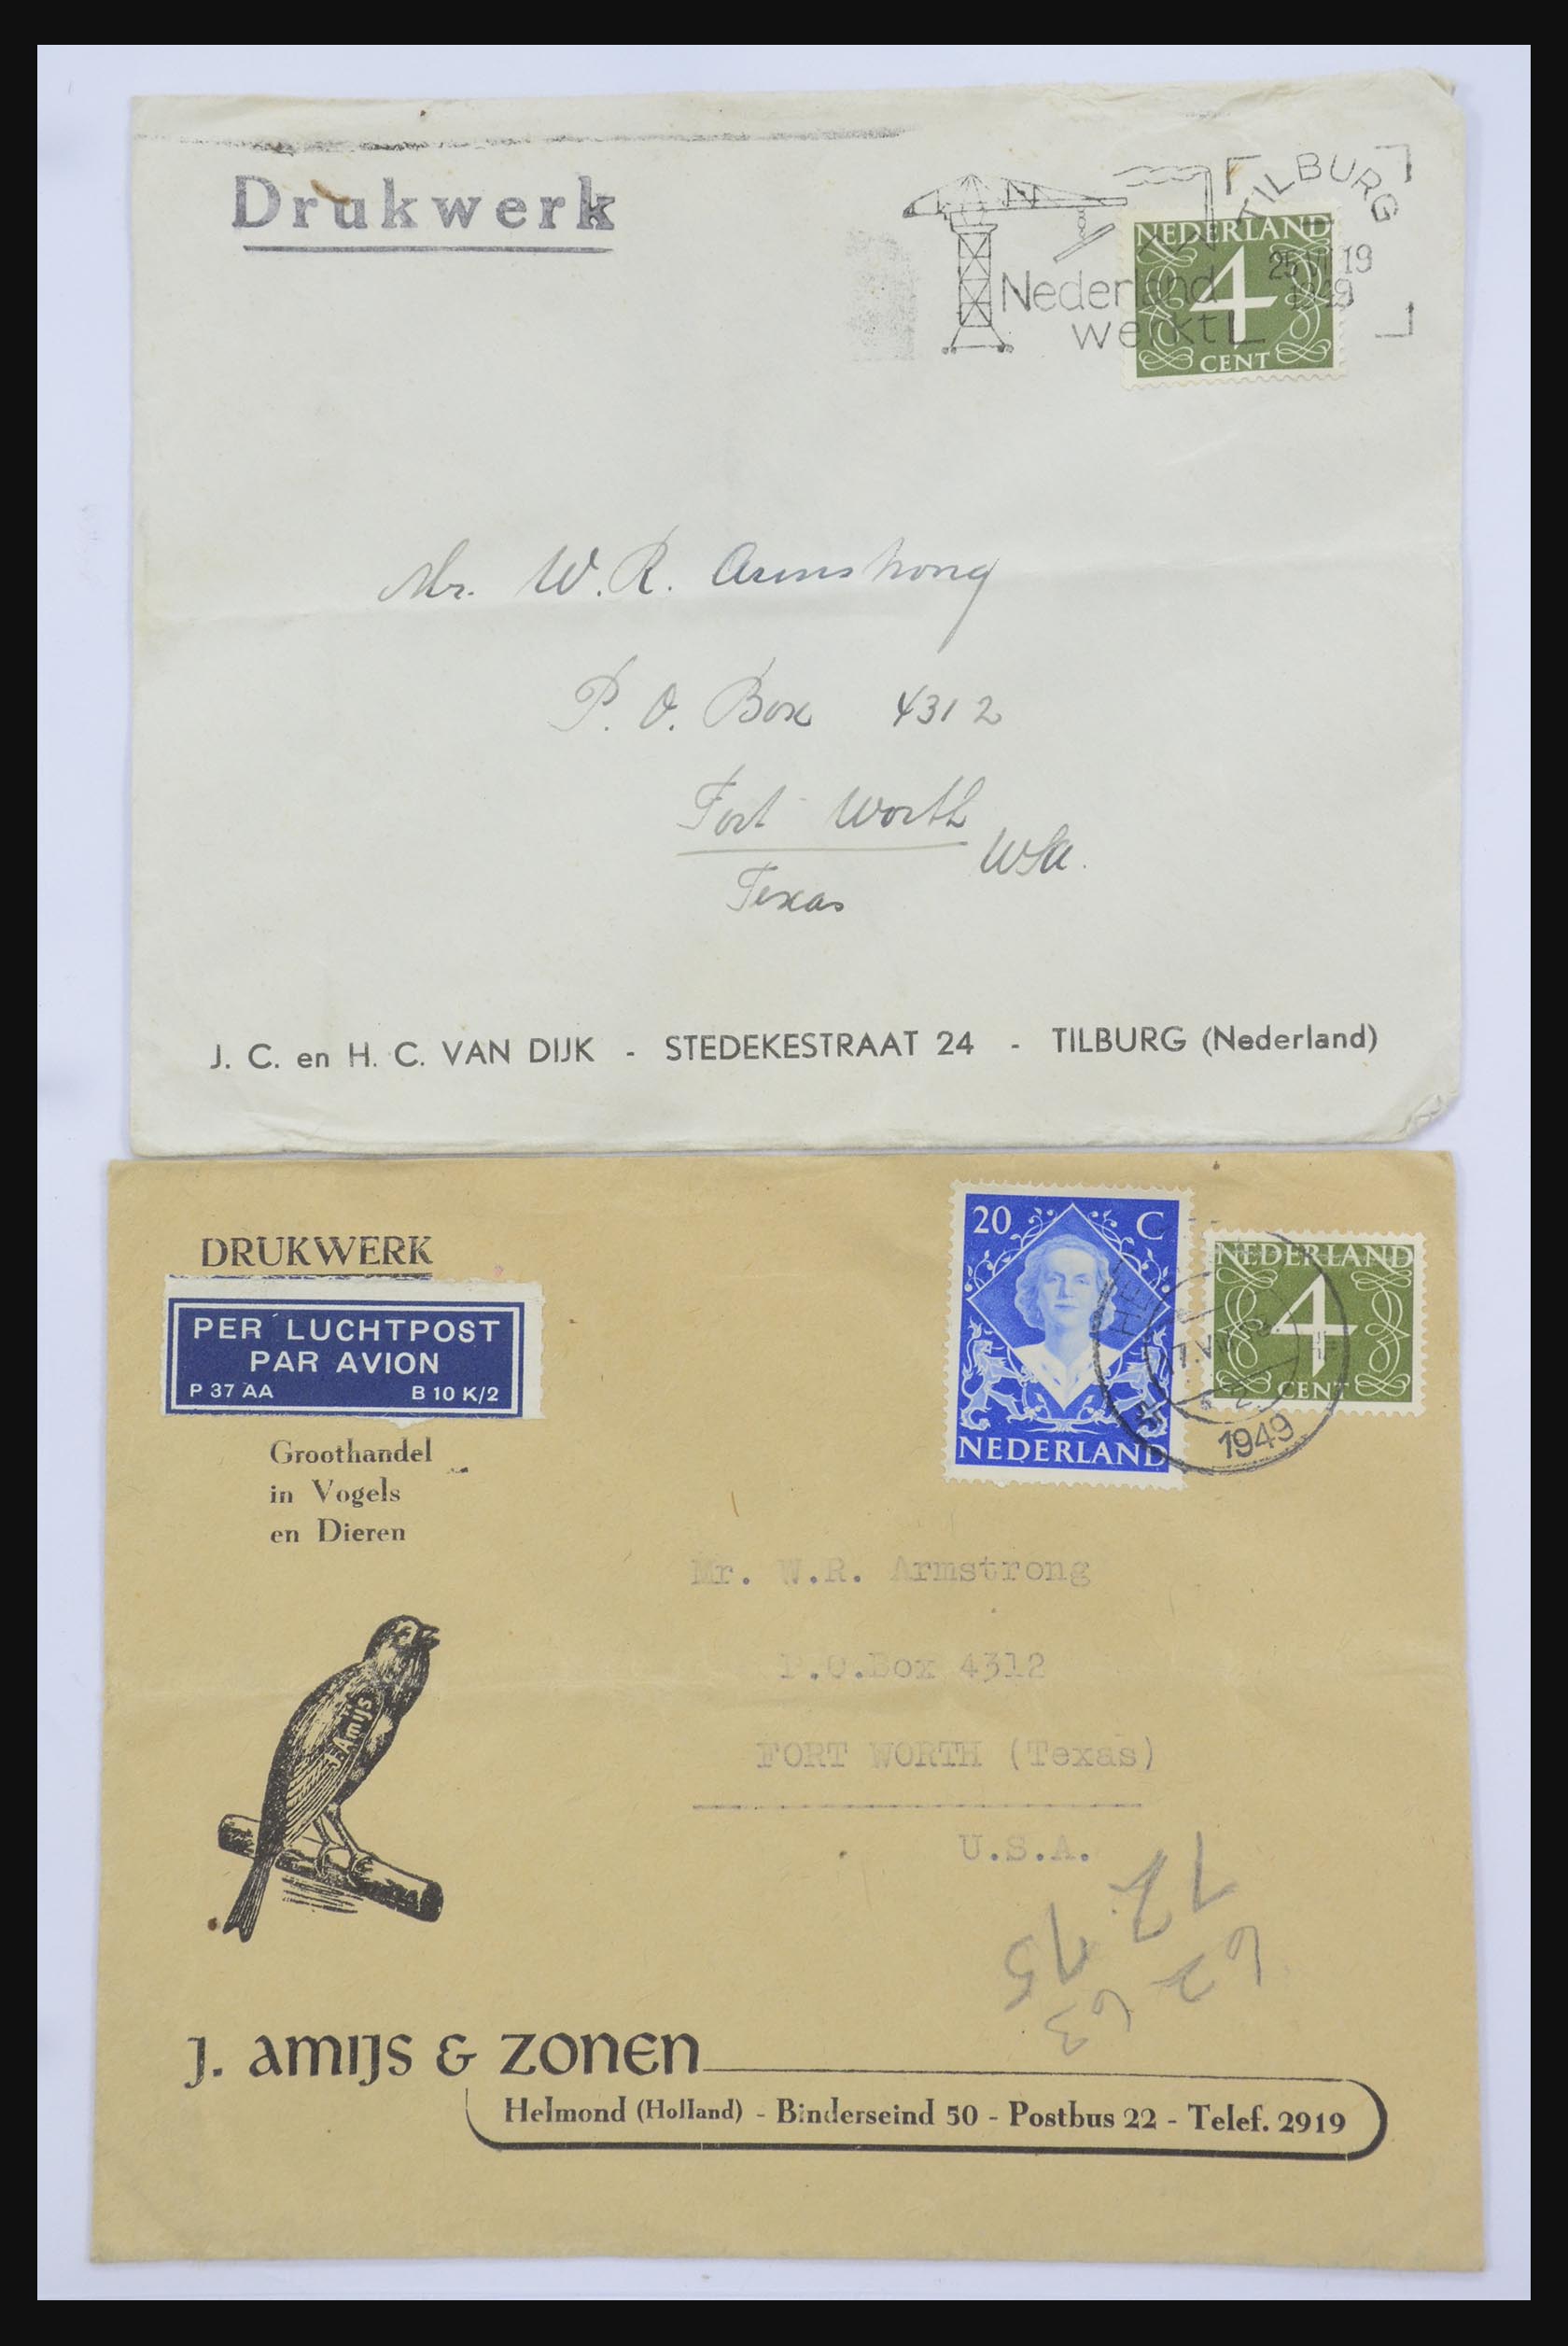 Drukwerk
TILBURG
25 VII 19
1949
Nederland
werkt
NEDERLAND
4
CENT
Mr. W. R. Armstrong
P. O. Box 4312
Fort Worth
USA.
Texas
J. C. en H. C. VAN DIJK - STEDEKESTRAAT 24 - TILBURG (Nederland)
DRUKWERK
PER LUCHTPOST
PAR AVION
P 37 AA B 10 K/2
20 C
NEDERLAND
NEDERLAND
4
CENT
1949
Groothandel
in Vogels
en Dieren
J. Amijs
Mr. W.R. Armstrong
P.O.Box 4312
FORT WORTH (Texas)
U.S.A.
J. AMIJS & ZONEN
Helmond (Holland) - Binderseind 50 - Postbus 22 - Telef. 2919